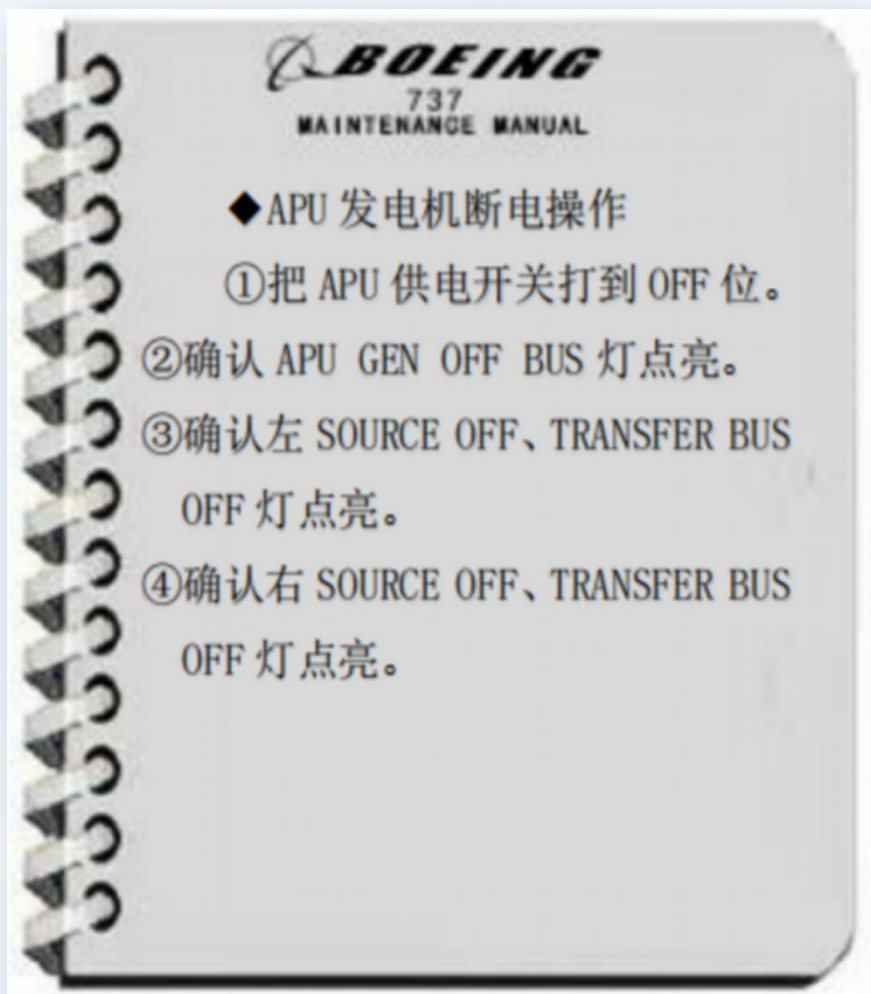 BOEING
737
MAINTENANCE MANUAL
◆APU 发电机断电操作
①把 APU 供电开关打到 OFF 位。
②确认 APU GEN OFF BUS 灯点亮。
③确认左 SOURCE OFF、TRANSFER BUS
OFF 灯点亮。
④确认右 SOURCE OFF、TRANSFER BUS
OFF 灯点亮。